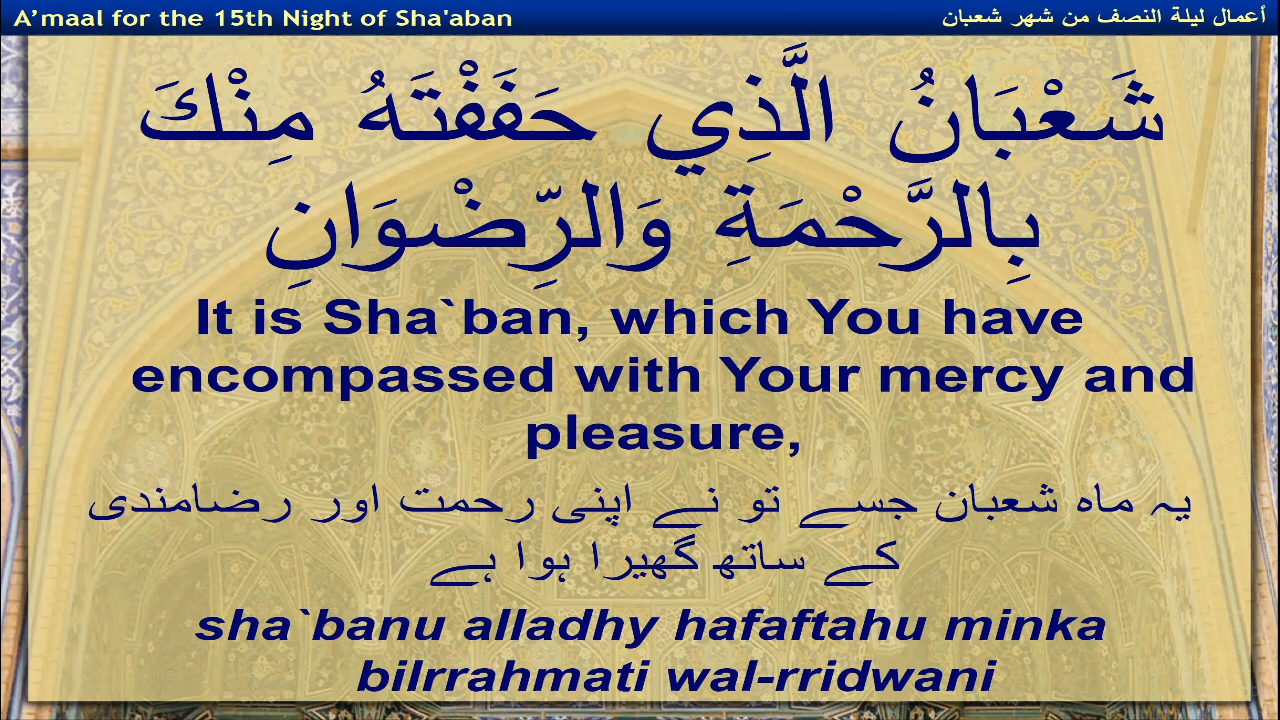 A’maal for the 15th Night of Sha'aban
أعمال ليلة النصف من شهر شعبان
شَعْبَانُ الَّذِي حَفَفْتَهُ مِنْكَ
بِالرَّحْمَةِ وَالرِّضْوَانِ
It is Sha`ban, which You have
encompassed with Your mercy and
pleasure,
یہ ماہ شعبان جسے تو نے اپنی رحمت اور رضامندی
کے ساتھ گھیرا ہوا ہے
sha`banu alladhy hafaftahu minka
bilrrahmati wal-rridwani